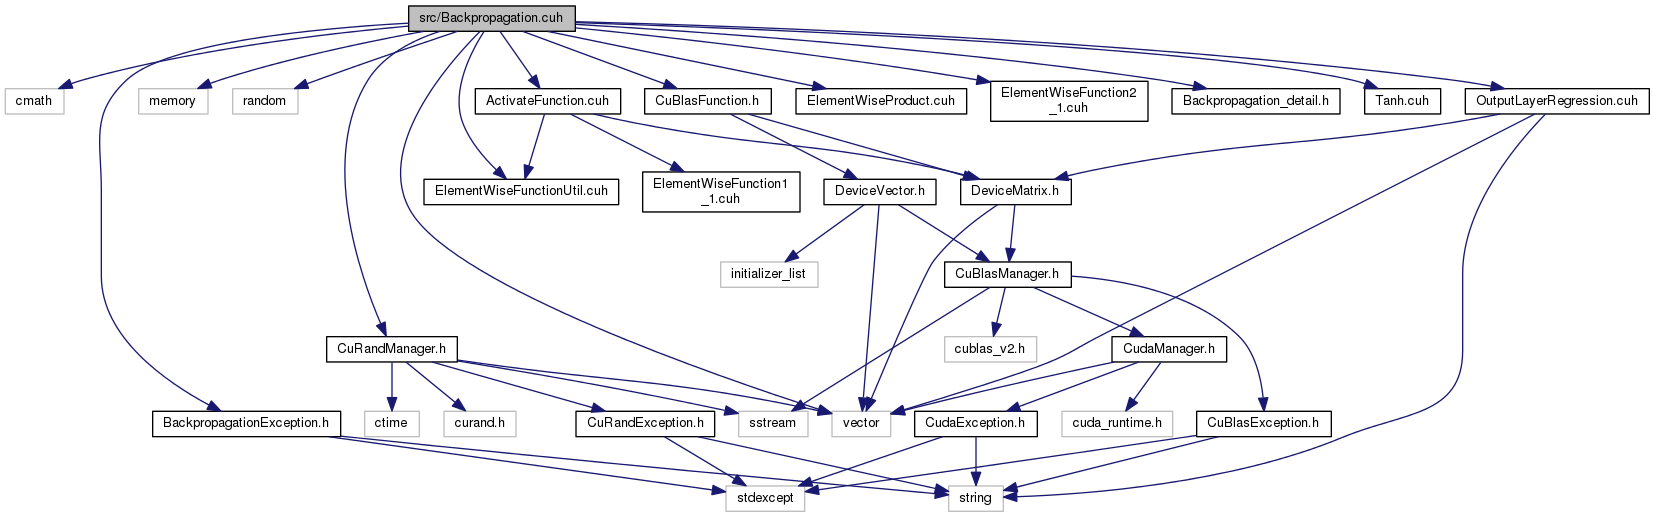 src/Backpropagation.cuh
cmath
memory
random
ActivateFunction.cuh
CuBlasFunction.h
ElementWiseProduct.cuh
ElementWiseFunction2
_1.cuh
Backpropagation_detail.h
Tanh.cuh
OutputLayerRegression.cuh
ElementWiseFunctionUtil.cuh
ElementWiseFunction1
_1.cuh
DeviceVector.h
DeviceMatrix.h
initializer_list
CuBlasManager.h
CuRandManager.h
cublas_v2.h
CudaManager.h
BackpropagationException.h
ctime
curand.h
CuRandException.h
sstream
vector
CudaException.h
cuda_runtime.h
CuBlasException.h
stdexcept
string